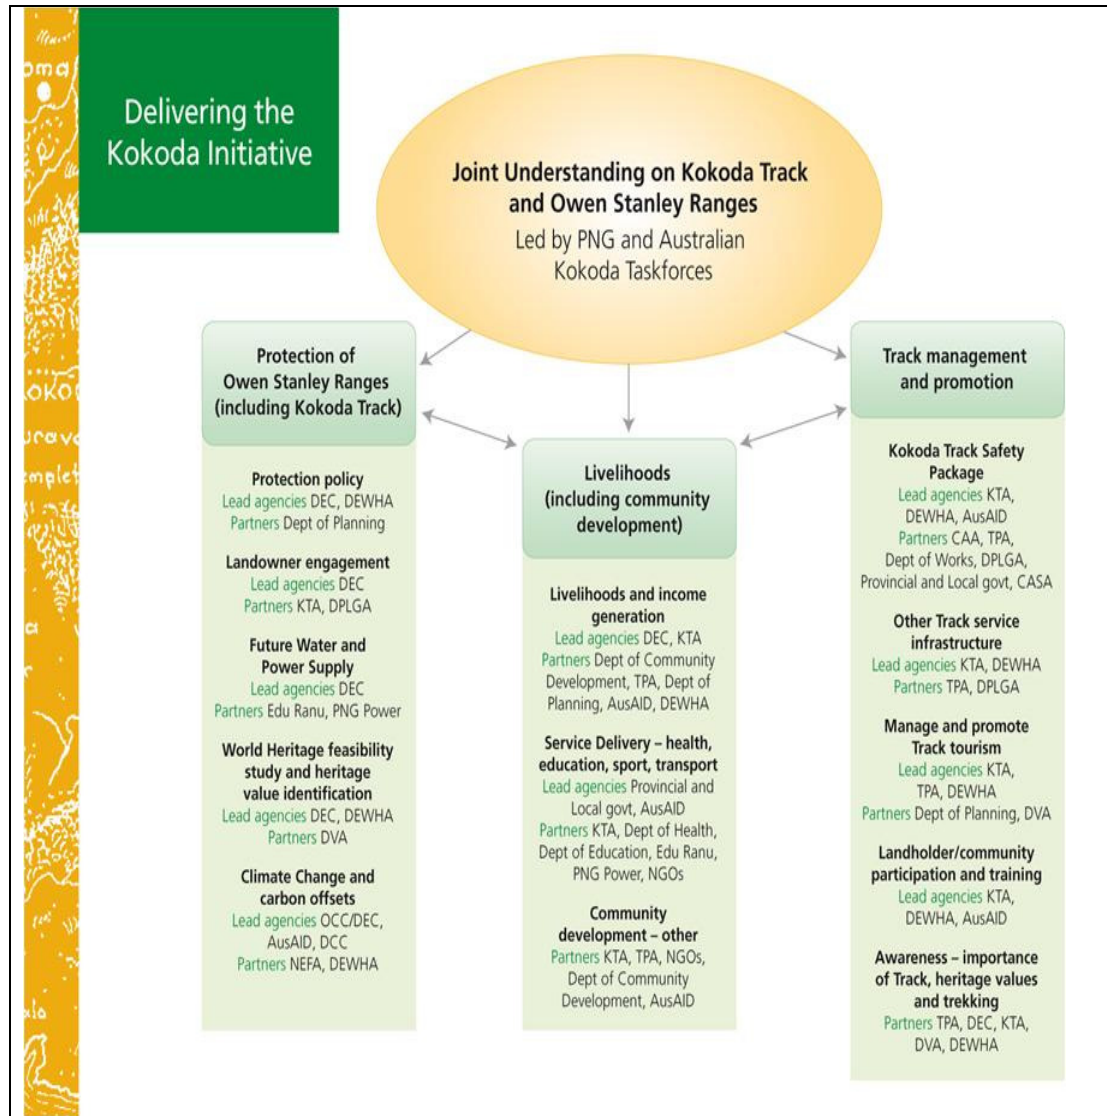 Delivering the
Kokoda Initiative
Joint Understanding on Kokoda Track
and Owen Stanley Ranges
Led by PNG and Australian
Kokoda Taskforces
Protection of
Owen Stanley Ranges
(including Kokoda Track)
Protection policy
Lead agencies DEC, DEWHA
Partners Dept of Planning
Landowner engagement
Lead agencies DEC
Partners KTA, DPLGA
Future Water and
Power Supply
Lead agencies DEC
Partners Edu Ranu, PNG Power
World Heritage feasibility
study and heritage
value identification
Lead agencies DEC, DEWHA
Partners DVA
Climate Change and
carbon offsets
Lead agencies OCC/DEC,
AusAID, DCC
Partners NEFA, DEWHA
Livelihoods
(including community
development)
Livelihoods and income
generation
Lead agencies DEC, KTA
Partners Dept of Community
Development, TPA, Dept of
Planning, AusAID, DEWHA
Service Delivery – health,
education, sport, transport
Lead agencies Provincial and
Local govt, AusAID
Partners KTA, Dept of Health,
Dept of Education, Edu Ranu,
PNG Power, NGOs
Community
development – other
Partners KTA, TPA, NGOs,
Dept of Community
Development, AusAID
Track management
and promotion
Kokoda Track Safety
Package
Lead agencies KTA,
DEWHA, AusAID
Partners CAA, TPA,
Dept of Works, DPLGA,
Provincial and Local govt, CASA
Other Track service
infrastructure
Lead agencies KTA, DEWHA
Partners TPA, DPLGA
Manage and promote
Track tourism
Lead agencies KTA,
TPA, DEWHA
Partners Dept of Planning, DVA
Landholder/community
participation and training
Lead agencies KTA,
DEWHA, AusAID
Awareness – importance
of Track, heritage values
and trekking
Partners TPA, DEC, KTA,
DVA, DEWHA